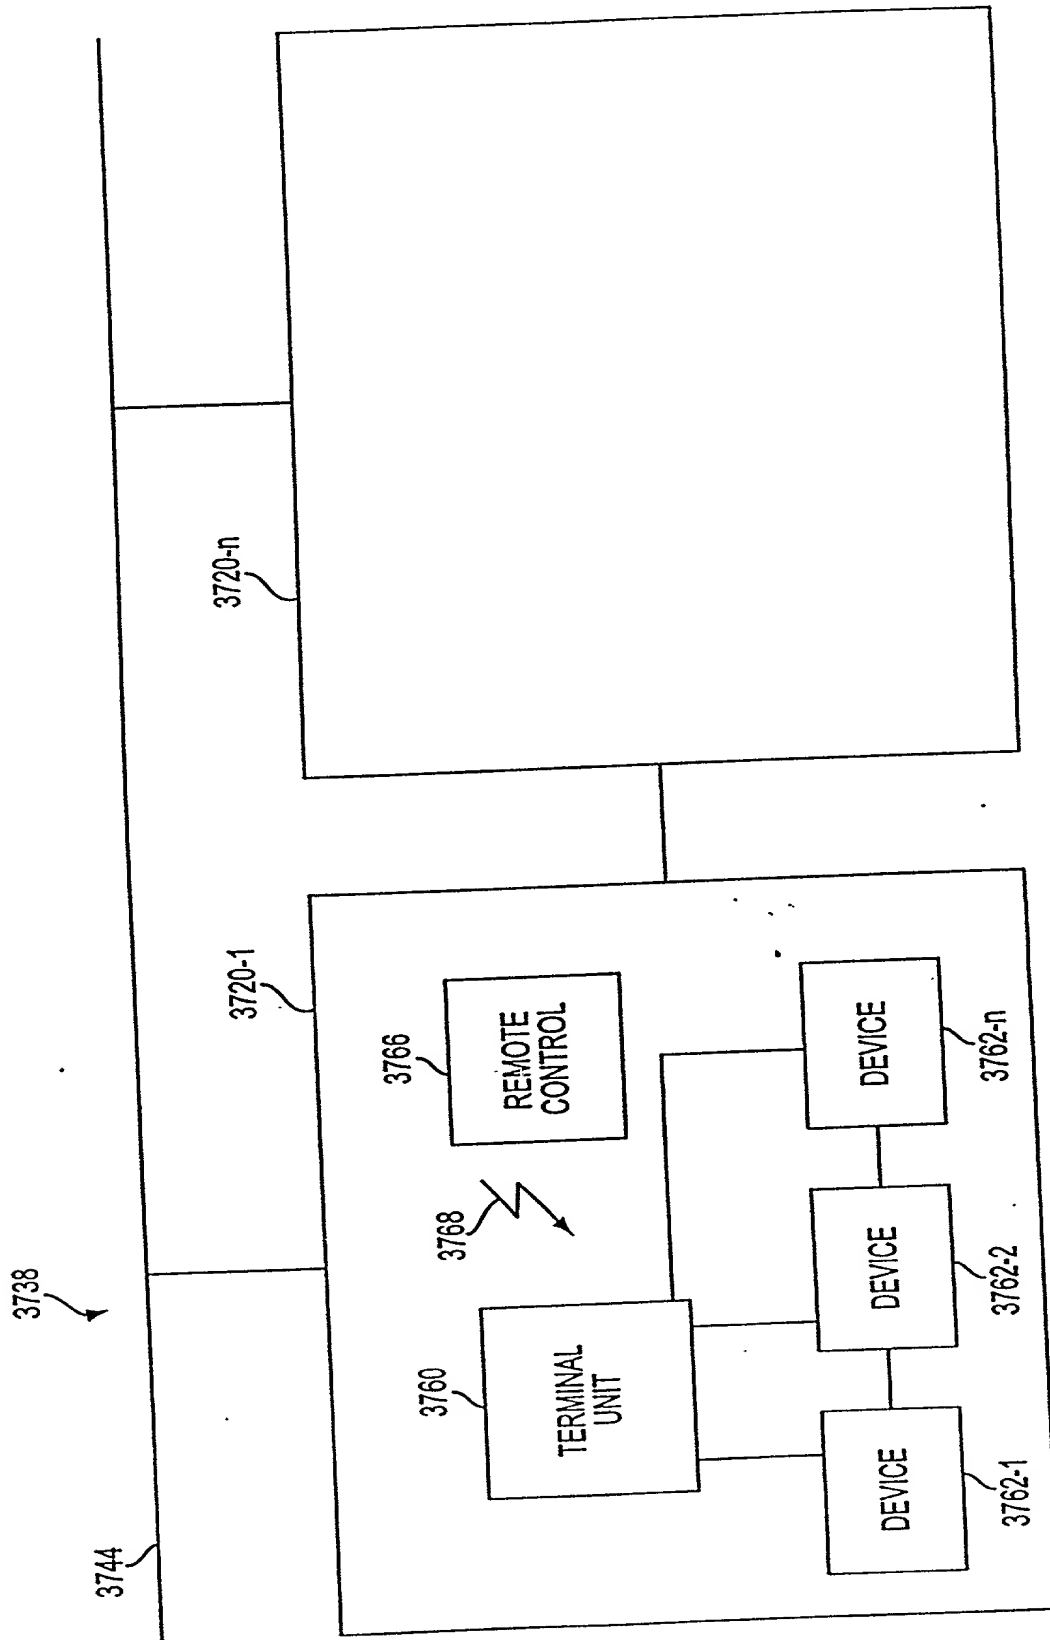 3738
3744
3720-n
3720-1
3766
REMOTE
CONTROL
3768
3760
TERMINAL
UNIT
DEVICE
3762-1
DEVICE
3762-2
DEVICE
3762-n